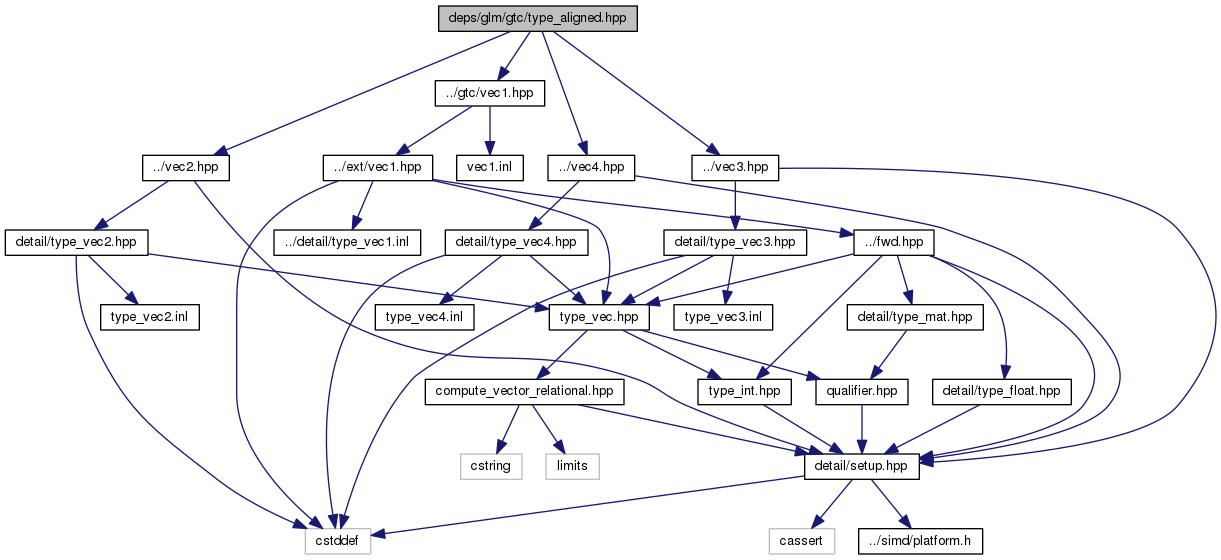 deps/glm/gtc/type_aligned.hpp
../gtc/vec1.hpp
../vec2.hpp
../ext/vec1.hpp
vec1.inl
../vec4.hpp
../vec3.hpp
detail/type_vec2.hpp
../detail/type_vec1.inl
detail/type_vec4.hpp
detail/type_vec3.hpp
../fwd.hpp
type_vec2.inl
type_vec4.inl
type_vec.hpp
type_vec3.inl
detail/type_mat.hpp
compute_vector_relational.hpp
type_int.hpp
qualifier.hpp
detail/type_float.hpp
cstring
limits
detail/setup.hpp
cstddef
cassert
../simd/platform.h